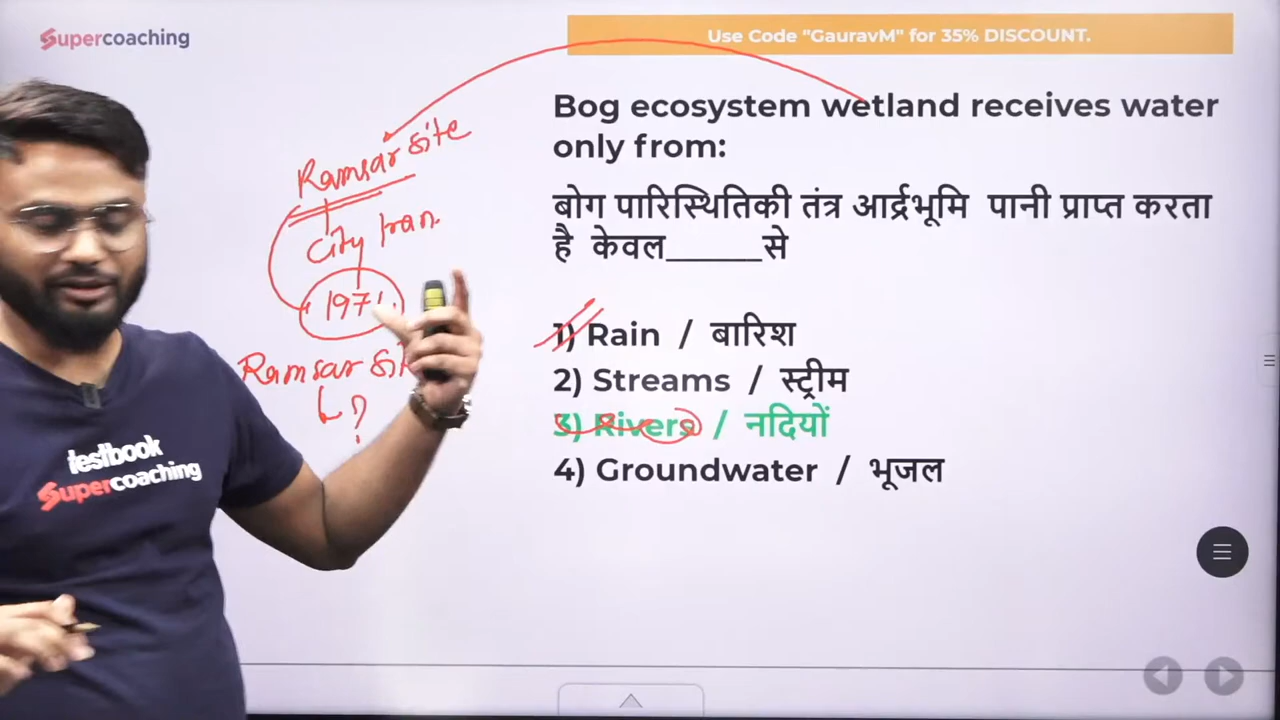 Supercoaching
Use Code "GauravM" for 35% DISCOUNT.
Bog ecosystem wetland receives water
only from:
बोग पारिस्थितिकी तंत्र आर्द्रभूमि पानी प्राप्त करता
है केवल______से
1) Rain / बारिश
2) Streams / स्ट्रीम
3) Rivers / नदियों
4) Groundwater / भूजल
Ramsar Site
City Iran.
1971.
Ramsar
?
testbook
Supercoaching